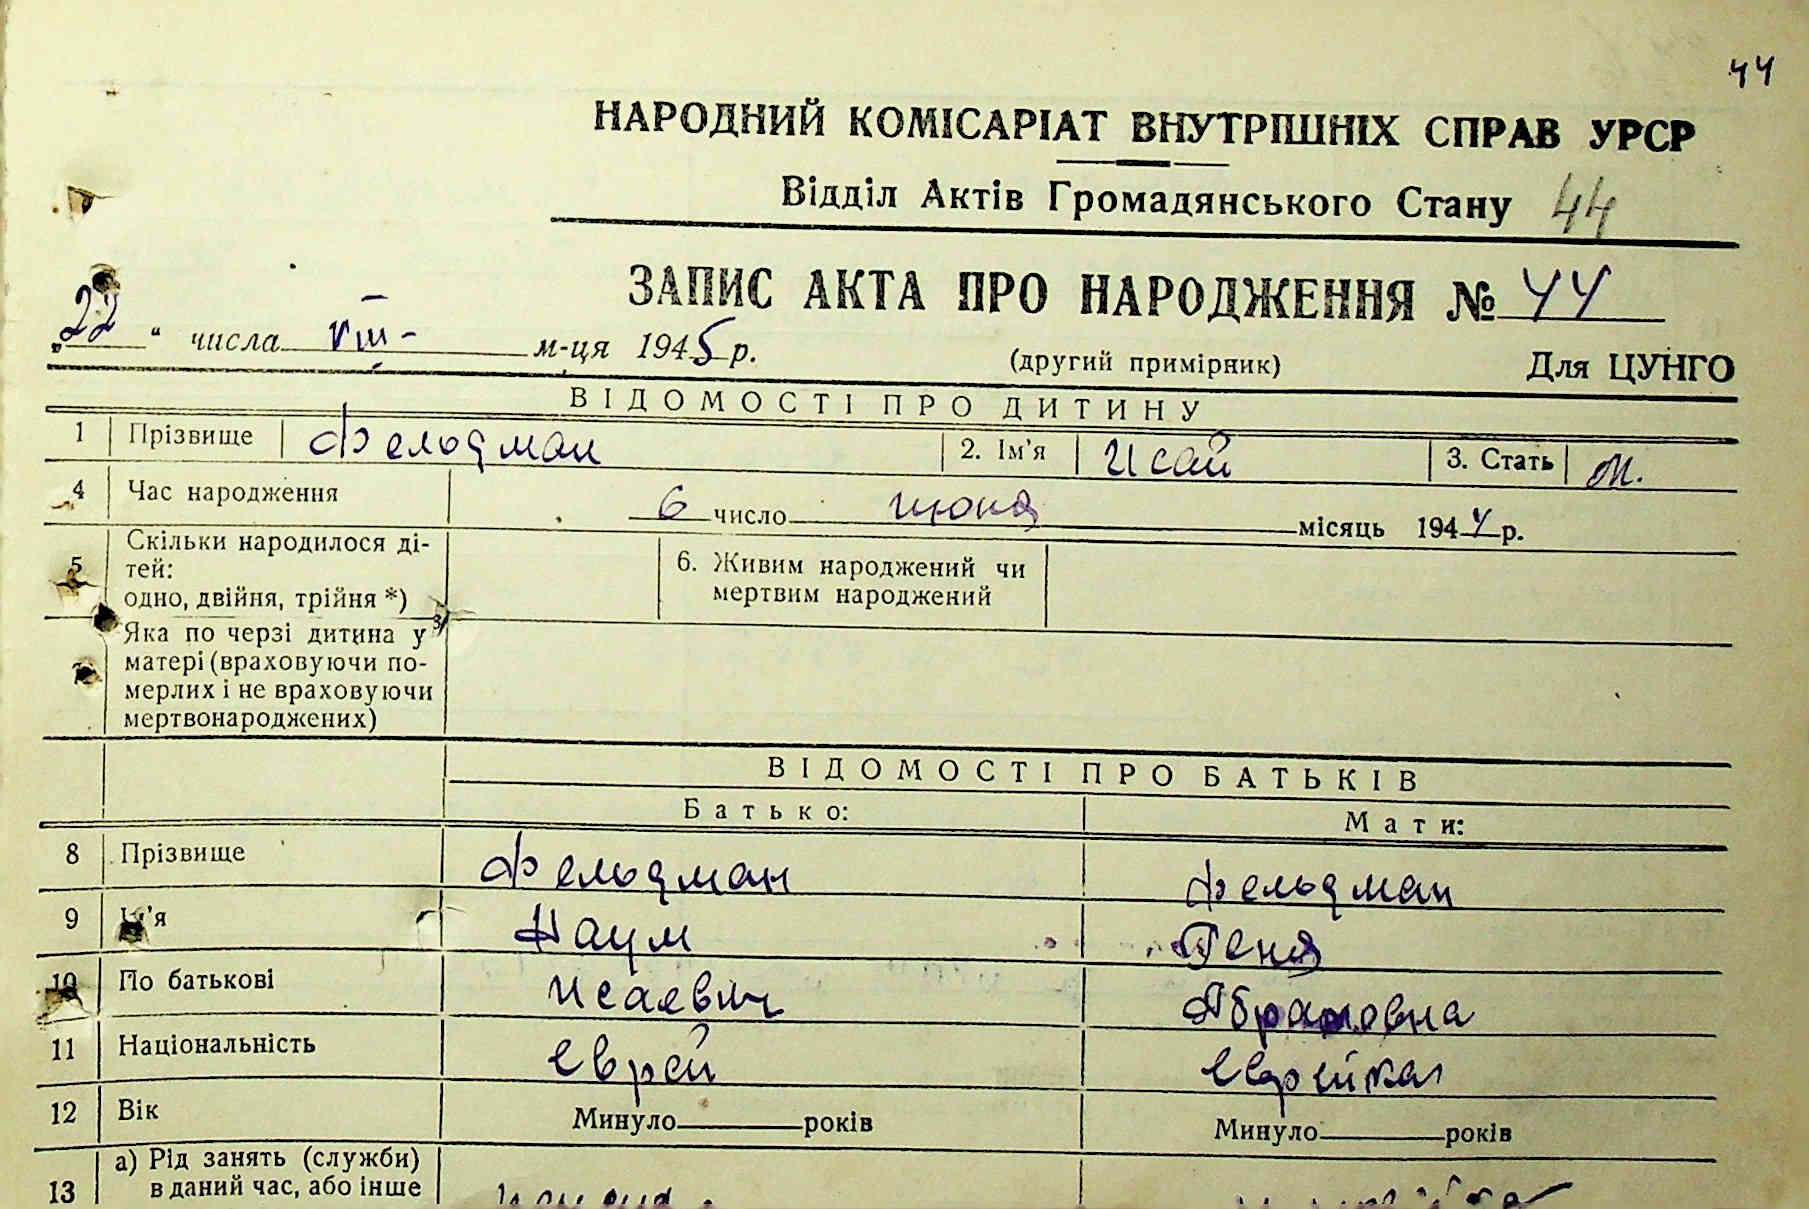 44
НАРОДНИЙ КОМІСАРІАТ ВНУТРІШНІХ СПРАВ УРСР
Відділ Актів Громадянського Стану 44
ЗАПИС АКТА ПРО НАРОДЖЕННЯ № 44
„22“ числа VIII - м-ця 1945 р. (другий примірник) Для ЦУНГО
ВІДОМОСТІ ПРО ДИТИНУ
1 Прізвище Фельдман 2. Ім’я Исай 3. Стать М.
4 Час народження 6 число июня місяць 1944 р.
5 Скільки народилося ді-
тей:
одно, двійня, трійня *)
6. Живим народжений чи
мертвим народжений
7 Яка по черзі дитина у
матері (враховуючи по-
мерлих і не враховуючи
мертвонароджених)
ВІДОМОСТІ ПРО БАТЬКІВ
Батько: Мати:
8 Прізвище Фельдман Фельдман
9 Ім’я Наум Геня
10 По батькові Исаевич Абрамовна
11 Національність еврей еврейка
12 Вік Минуло років Минуло років
13 а) Рід занять (служби)
в даний час, або інше